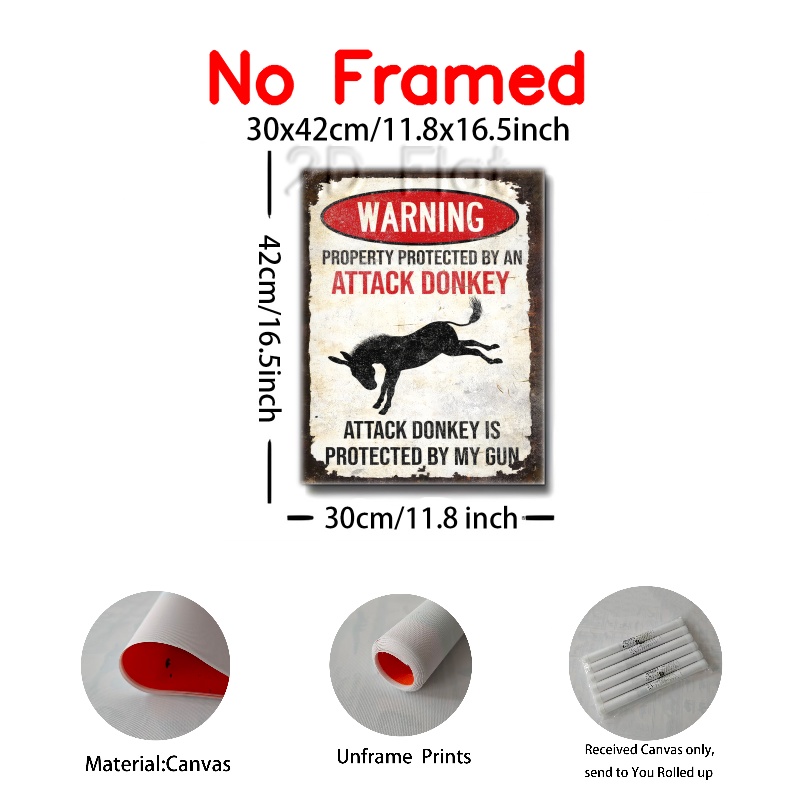 No Framed
30x42cm/11.8x16.5inch
2D Flat
42cm/16.5inch
WARNING
PROPERTY PROTECTED BY AN
ATTACK DONKEY
ATTACK DONKEY IS
PROTECTED BY MY GUN
30cm/11.8 inch
Material:Canvas
Unframe Prints
Received Canvas only,
send to You Rolled up